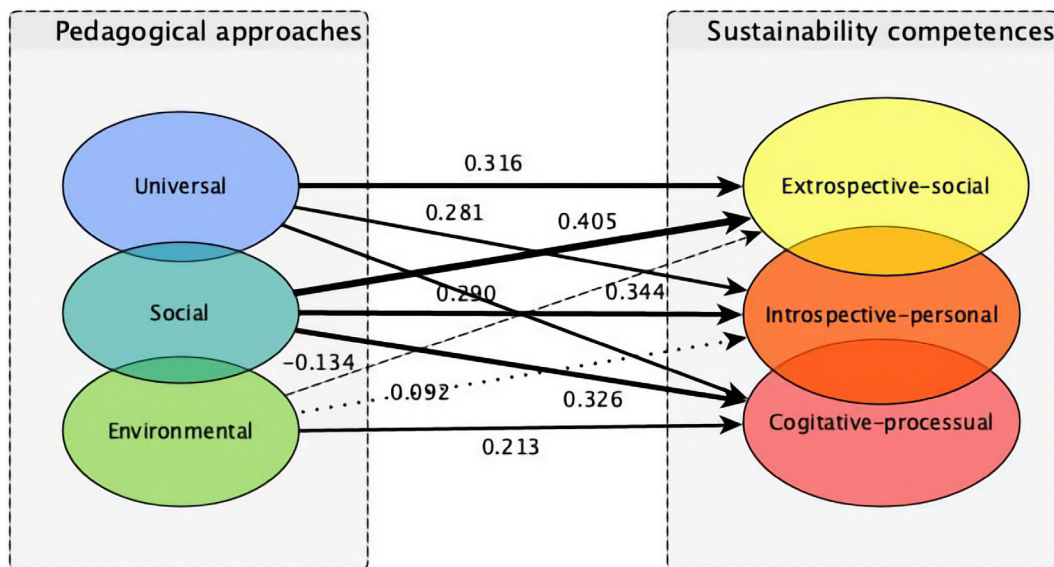 Pedagogical approaches
Sustainability competences
Universal
Social
Environmental
0.316
0.281
0.405
0.290
0.344
−0.134
0.092
0.326
0.213
Extrospective-social
Introspective-personal
Cogitative-processual